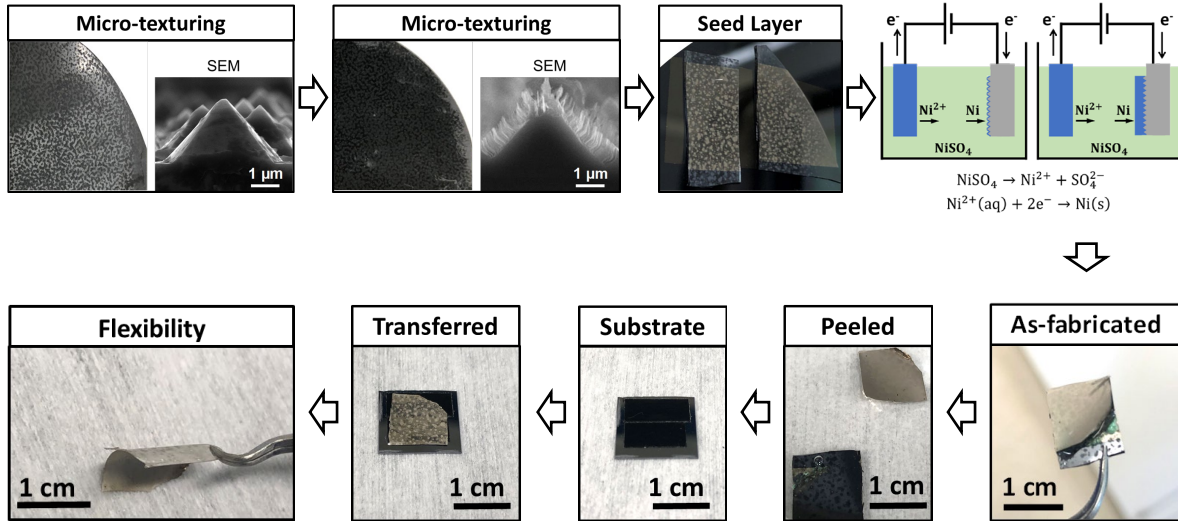 Micro-texturing
SEM
1 µm
Micro-texturing
SEM
1 µm
Seed Layer
e-
e-
Ni2+
Ni
NiSO4
e-
e-
Ni2+
Ni
NiSO4
NiSO4 → Ni2+ + SO42−
Ni2+(aq) + 2e− → Ni(s)
Flexibility
1 cm
Transferred
1 cm
Substrate
1 cm
Peeled
1 cm
As-fabricated
1 cm